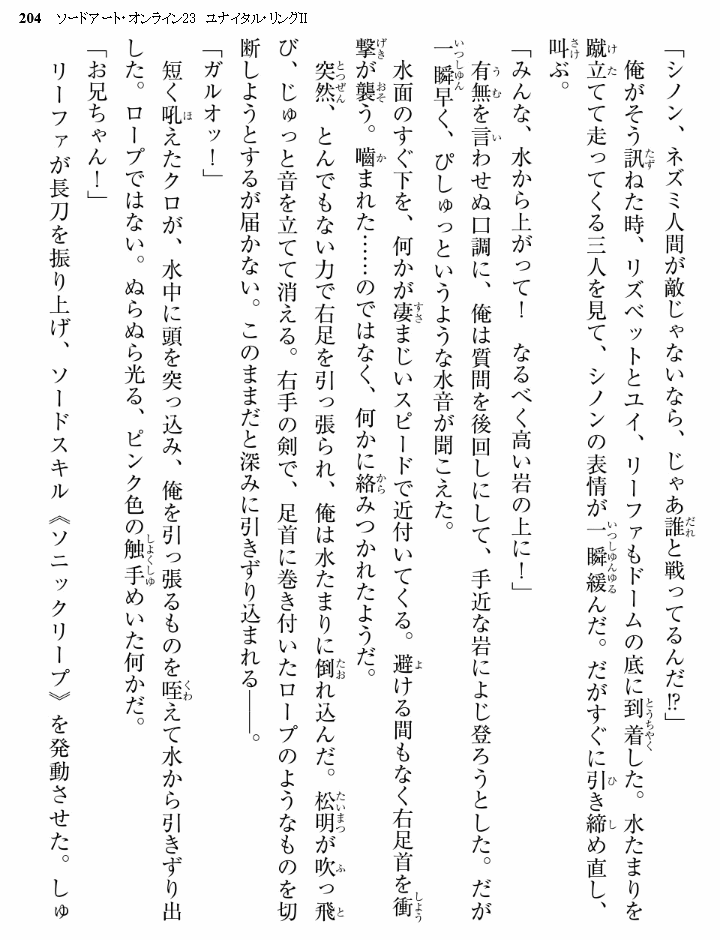 204 ソードアート・オンライン23 ユナイタル・リングII
「シノン、ネズミ人間が敵じゃないなら、じゃあ誰と戦ってるんだ!?」
俺がそう訊ねた時、リズベットとユイ、リーファもドームの底に到着した。水たまりを
蹴立てて走ってくる三人を見て、シノンの表情が一瞬緩んだ。だがすぐに引き締め直し、
叫ぶ。
「みんな、水から上がって！　なるべく高い岩の上に！」
有無を言わせぬ口調に、俺は質問を後回しにして、手近な岩によじ登ろうとした。だが
一瞬早く、ぴしゅっというような水音が聞こえた。
水面のすぐ下を、何かが凄まじいスピードで近付いてくる。避ける間もなく右足首を衝
撃が襲う。嚙まれた……のではなく、何かに絡みつかれたようだ。
突然、とんでもない力で右足を引っ張られ、俺は水たまりに倒れ込んだ。松明が吹っ飛
び、じゅっと音を立てて消える。右手の剣で、足首に巻き付いたロープのようなものを切
断しようとするが届かない。このままだと深みに引きずり込まれる――。
「ガルオッ！」
短く吼えたクロが、水中に頭を突っ込み、俺を引っ張るものを咥えて水から引きずり出
した。ロープではない。ぬらぬら光る、ピンク色の触手めいた何かだ。
「お兄ちゃん！」
リーファが長刀を振り上げ、ソードスキル《ソニックリープ》を発動させた。しゅ